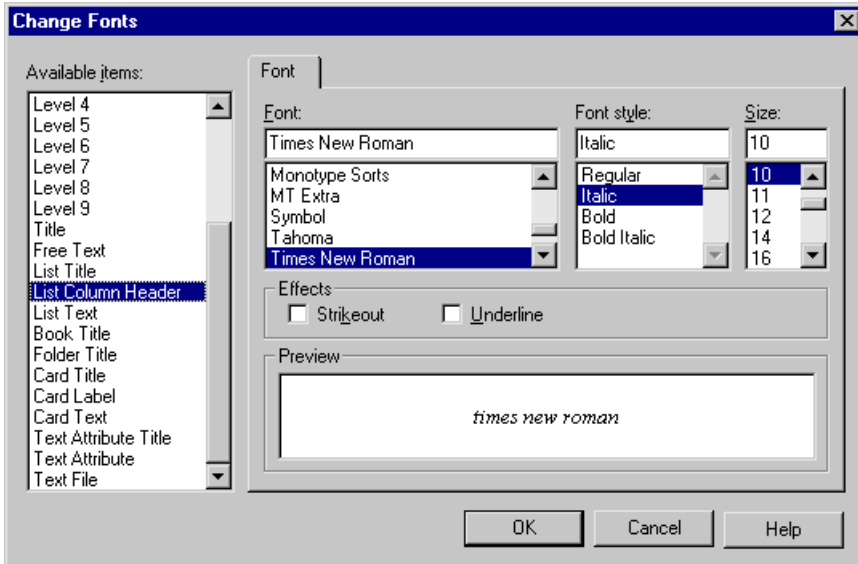 Change Fonts
Available items:
Level 4
Level 5
Level 6
Level 7
Level 8
Level 9
Title
Free Text
List Title
List Column Header
List Text
Book Title
Folder Title
Card Title
Card Label
Card Text
Text Attribute Title
Text Attribute
Text File
Font
Font:
Times New Roman
Monotype Sorts
MT Extra
Symbol
Tahoma
Times New Roman
Font style:
Italic
Regular
Italic
Bold
Bold Italic
Size:
10
10
11
12
14
16
Effects
Strikeout
Underline
Preview
times new roman
OK
Cancel
Help